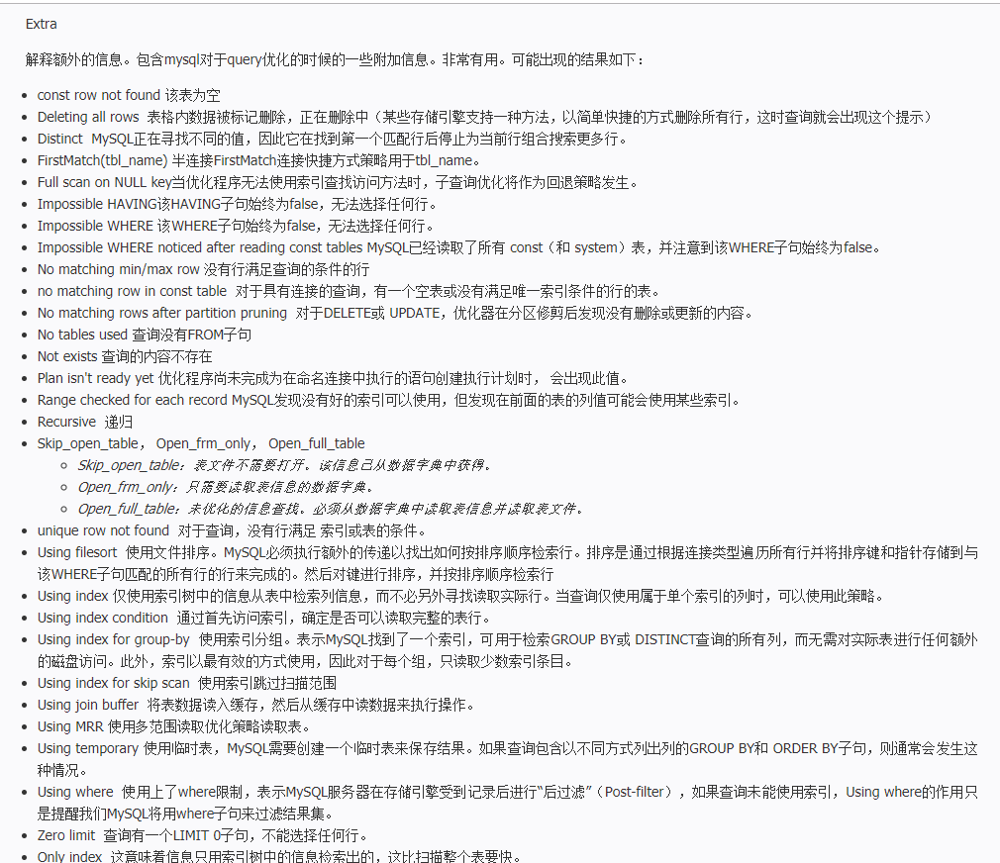 Extra
解释额外的信息。包含mysql对于query优化的时候的一些附加信息。非常有用。可能出现的结果如下：
const row not found 该表为空
Deleting all rows 表格内数据被标记删除，正在删除中（某些存储引擎支持一种方法，以简单快捷的方式删除所有行，这时查询就会出现这个提示）
Distinct MySQL正在寻找不同的值，因此它在找到第一个匹配行后停止为当前行组合搜索更多行。
FirstMatch(tbl_name) 半连接FirstMatch连接快捷方式策略用于tbl_name。
Full scan on NULL key当优化程序无法使用索引查找访问方法时，子查询优化将作为回退策略发生。
Impossible HAVING该HAVING子句始终为false，无法选择任何行。
Impossible WHERE 该WHERE子句始终为false，无法选择任何行。
Impossible WHERE noticed after reading const tables MySQL已经读取了所有 const（和 system）表，并注意到该WHERE子句始终为false。
No matching min/max row 没有行满足查询的条件的行
no matching row in const table 对于具有连接的查询，有一个空表或没有满足唯一索引条件的行的表。
No matching rows after partition pruning 对于DELETE或 UPDATE，优化器在分区修剪后发现没有删除或更新的内容。
No tables used 查询没有FROM子句
Not exists 查询的内容不存在
Plan isn't ready yet 优化程序尚未完成为在命名连接中执行的语句创建执行计划时， 会出现此值。
Range checked for each record MySQL发现没有好的索引可以使用，但发现在前面的表的列值可能会使用某些索引。
Recursive 递归
Skip_open_table， Open_frm_only， Open_full_table
Skip_open_table：表文件不需要打开。该信息已从数据字典中获得。
Open_frm_only：只需要读取表信息的数据字典。
Open_full_table：未优化的信息查找。必须从数据字典中读取表信息并读取表文件。
unique row not found 对于查询，没有行满足 索引或表的条件。
Using filesort 使用文件排序。MySQL必须执行额外的传递以找出如何按排序顺序检索行。排序是通过根据连接类型遍历所有行并将排序键和指针存储到与
该WHERE子句匹配的所有行的行来完成的。然后对键进行排序，并按排序顺序检索行
Using index 仅使用索引树中的信息从表中检索列信息，而不必另外寻找读取实际行。当查询仅使用属于单个索引的列时，可以使用此策略。
Using index condition 通过首先访问索引，确定是否可以读取完整的表行。
Using index for group-by 使用索引分组。表示MySQL找到了一个索引，可用于检索GROUP BY或 DISTINCT查询的所有列，而无需对实际表进行任何额外
的磁盘访问。此外，索引以最有效的方式使用，因此对于每个组，只读取少数索引条目。
Using index for skip scan 使用索引跳过扫描范围
Using join buffer 将表数据读入缓存，然后从缓存中读数据来执行操作。
Using MRR 使用多范围读取优化策略读取表。
Using temporary 使用临时表，MySQL需要创建一个临时表来保存结果。如果查询包含以不同方式列出列的GROUP BY和 ORDER BY子句，则通常会发生这
种情况。
Using where 使用上了where限制，表示MySQL服务器在存储引擎受到记录后进行“后过滤”（Post-filter），如果查询未能使用索引，Using where的作用只
是提醒我们MySQL将用where子句来过滤结果集。
Zero limit 查询有一个LIMIT 0子句，不能选择任何行。
Only index 这意味着信息只用索引树中的信息检索出的，这比扫描整个表要快。